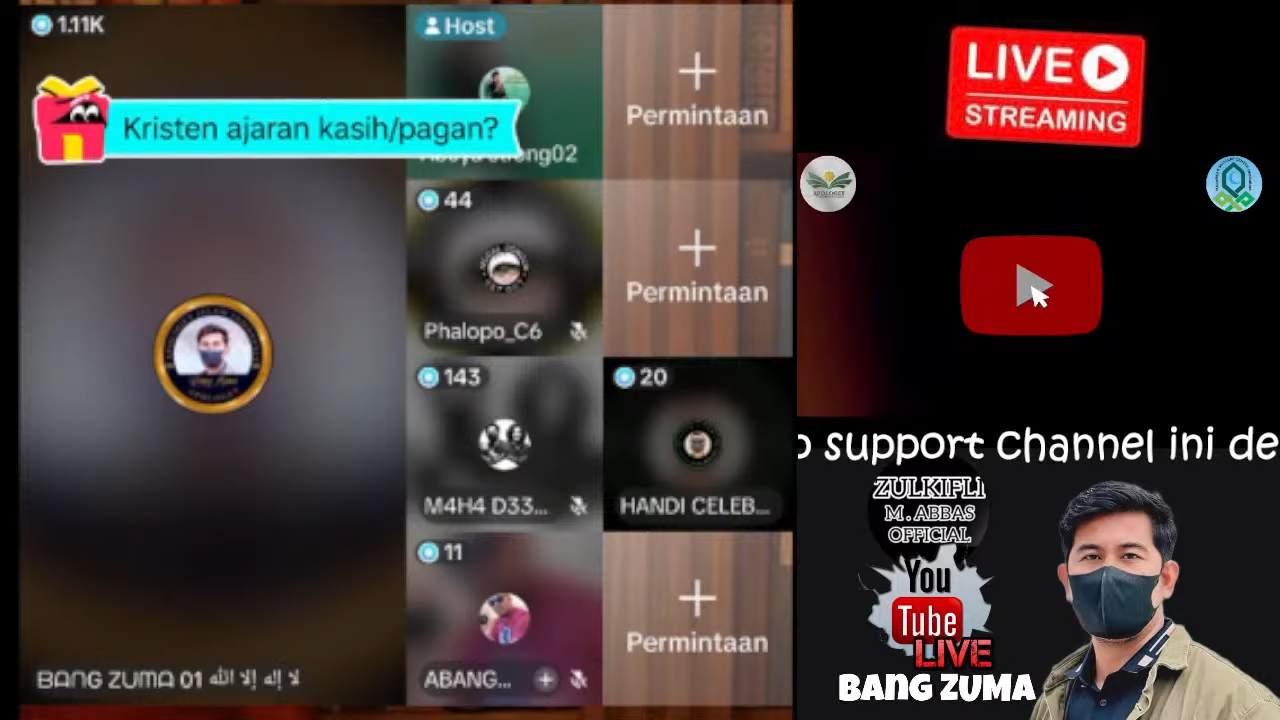 1.11K
Host
Kristen ajaran kasih/pagan?
Permintaan
44
Phalopo_C6
Permintaan
143
M4H4 D33...
20
HANDI CELEB...
11
ABANG...
Permintaan
BANG ZUMA 01 لا إله إلا الله
LIVE
STREAMING
support channel ini de
ZULKIFLI
M. ABBAS
OFFICIAL
You
Tube
LIVE
BANG ZUMA